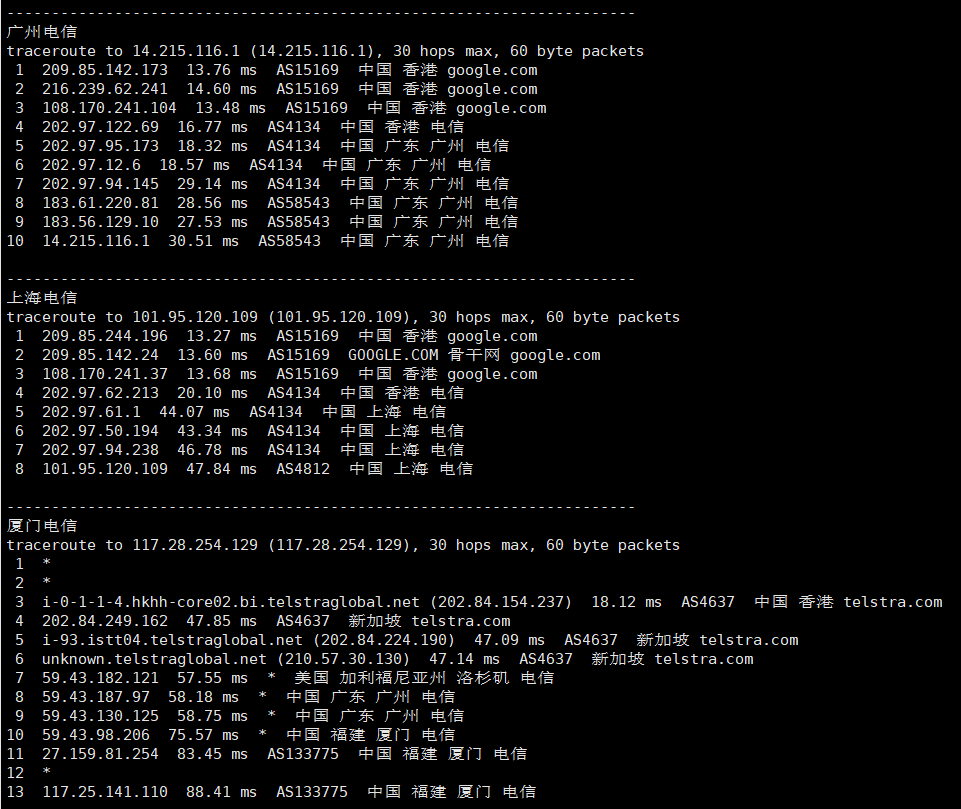 ----------------------------------------------------------------------
广州电信
traceroute to 14.215.116.1 (14.215.116.1), 30 hops max, 60 byte packets
 1  209.85.142.173  13.76 ms  AS15169  中国 香港 google.com
 2  216.239.62.241  14.60 ms  AS15169  中国 香港 google.com
 3  108.170.241.104  13.48 ms  AS15169  中国 香港 google.com
 4  202.97.122.69  16.77 ms  AS4134  中国 香港 电信
 5  202.97.95.173  18.32 ms  AS4134  中国 广东 广州 电信
 6  202.97.12.6  18.57 ms  AS4134  中国 广东 广州 电信
 7  202.97.94.145  29.14 ms  AS4134  中国 广东 广州 电信
 8  183.61.220.81  28.56 ms  AS58543  中国 广东 广州 电信
 9  183.56.129.10  27.53 ms  AS58543  中国 广东 广州 电信
10  14.215.116.1  30.51 ms  AS58543  中国 广东 广州 电信
----------------------------------------------------------------------
上海电信
traceroute to 101.95.120.109 (101.95.120.109), 30 hops max, 60 byte packets
 1  209.85.244.196  13.27 ms  AS15169  中国 香港 google.com
 2  209.85.142.24  13.60 ms  AS15169  GOOGLE.COM 骨干网 google.com
 3  108.170.241.37  13.68 ms  AS15169  中国 香港 google.com
 4  202.97.62.213  20.10 ms  AS4134  中国 香港 电信
 5  202.97.61.1  44.07 ms  AS4134  中国 上海 电信
 6  202.97.50.194  43.34 ms  AS4134  中国 上海 电信
 7  202.97.94.238  46.78 ms  AS4134  中国 上海 电信
 8  101.95.120.109  47.84 ms  AS4812  中国 上海 电信
----------------------------------------------------------------------
厦门电信
traceroute to 117.28.254.129 (117.28.254.129), 30 hops max, 60 byte packets
 1  *
 2  *
 3  i-0-1-1-4.hkhh-core02.bi.telstraglobal.net (202.84.154.237)  18.12 ms  AS4637  中国 香港 telstra.com
 4  202.84.249.162  47.85 ms  AS4637  新加坡 telstra.com
 5  i-93.istt04.telstraglobal.net (202.84.224.190)  47.09 ms  AS4637  新加坡 telstra.com
 6  unknown.telstraglobal.net (210.57.30.130)  47.14 ms  AS4637  新加坡 telstra.com
 7  59.43.182.121  57.55 ms  *  美国 加利福尼亚州 洛杉矶 电信
 8  59.43.187.97  58.18 ms  *  中国 广东 广州 电信
 9  59.43.130.125  58.75 ms  *  中国 广东 广州 电信
10  59.43.98.206  75.57 ms  *  中国 福建 厦门 电信
11  27.159.81.254  83.45 ms  AS133775  中国 福建 厦门 电信
12  *
13  117.25.141.110  88.41 ms  AS133775  中国 福建 厦门 电信